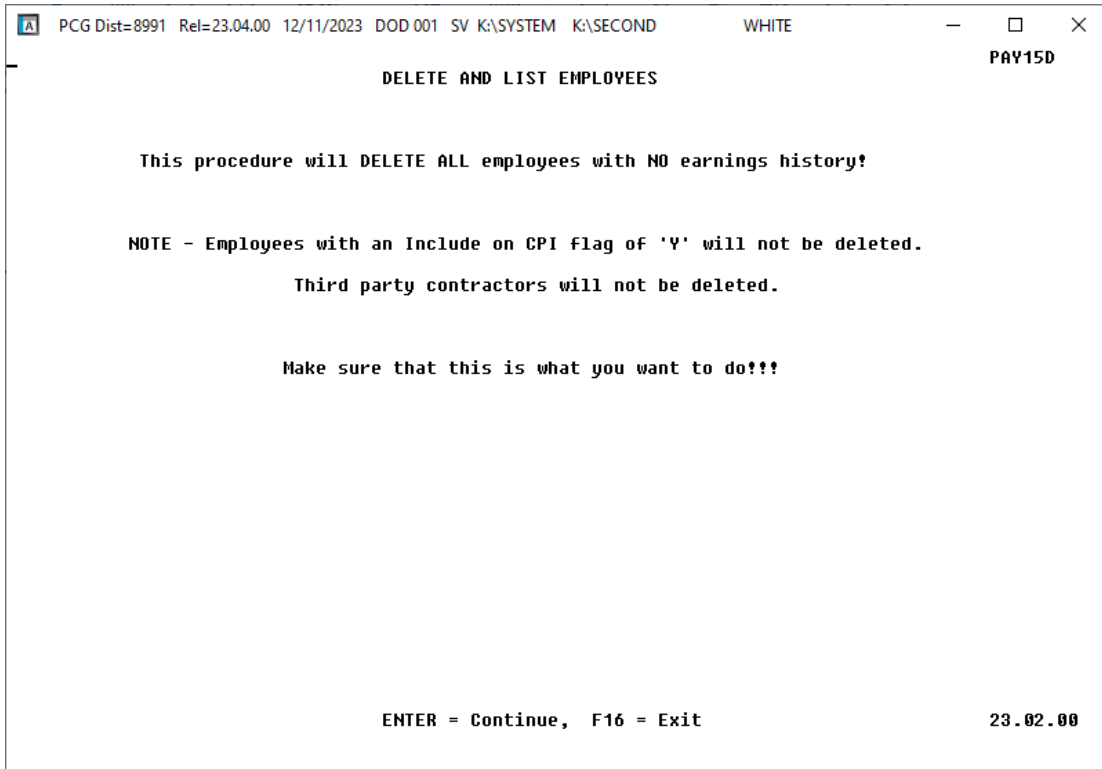 A PCG Dist=8991 Rel=23.04.00 12/11/2023 DOD 001 SV K:\SYSTEM K:\SECOND WHITE
PAY15D
DELETE AND LIST EMPLOYEES
This procedure will DELETE ALL employees with NO earnings history!
NOTE - Employees with an Include on CPI flag of 'Y' will not be deleted.
Third party contractors will not be deleted.
Make sure that this is what you want to do!!!
ENTER = Continue, F16 = Exit 23.02.00